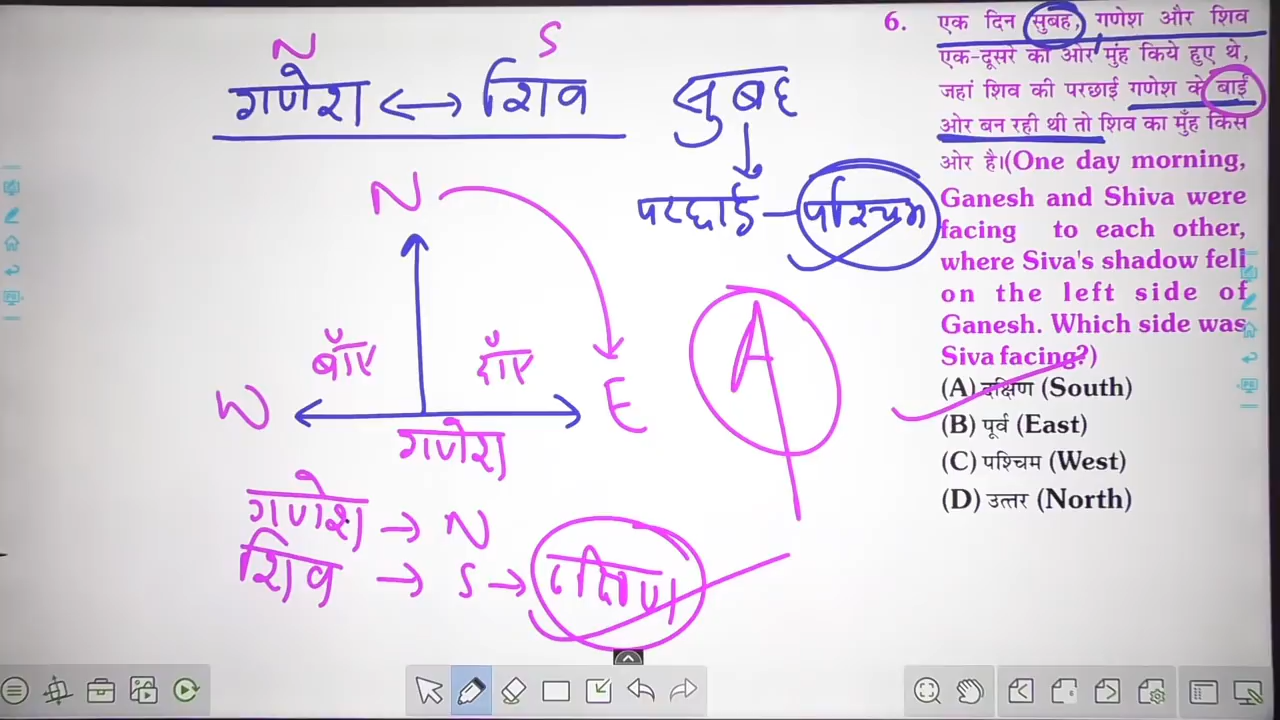 N
S
गणेश ↔ शिव
सुबह
परछाई – पश्चिम
N
बाँए
दाँए
W
E
गणेश
A
गणेश → N
शिव → S → दक्षिण
6. एक दिन सुबह, गणेश और शिव
एक-दूसरे की ओर मुंह किये हुए थे,
जहां शिव की परछाई गणेश के बाईं
ओर बन रही थी तो शिव का मुँह किस
ओर है।(One day morning,
Ganesh and Shiva were
facing to each other,
where Siva's shadow fell
on the left side of
Ganesh. Which side was
Siva facing?)
(A) दक्षिण (South)
(B) पूर्व (East)
(C) पश्चिम (West)
(D) उत्तर (North)